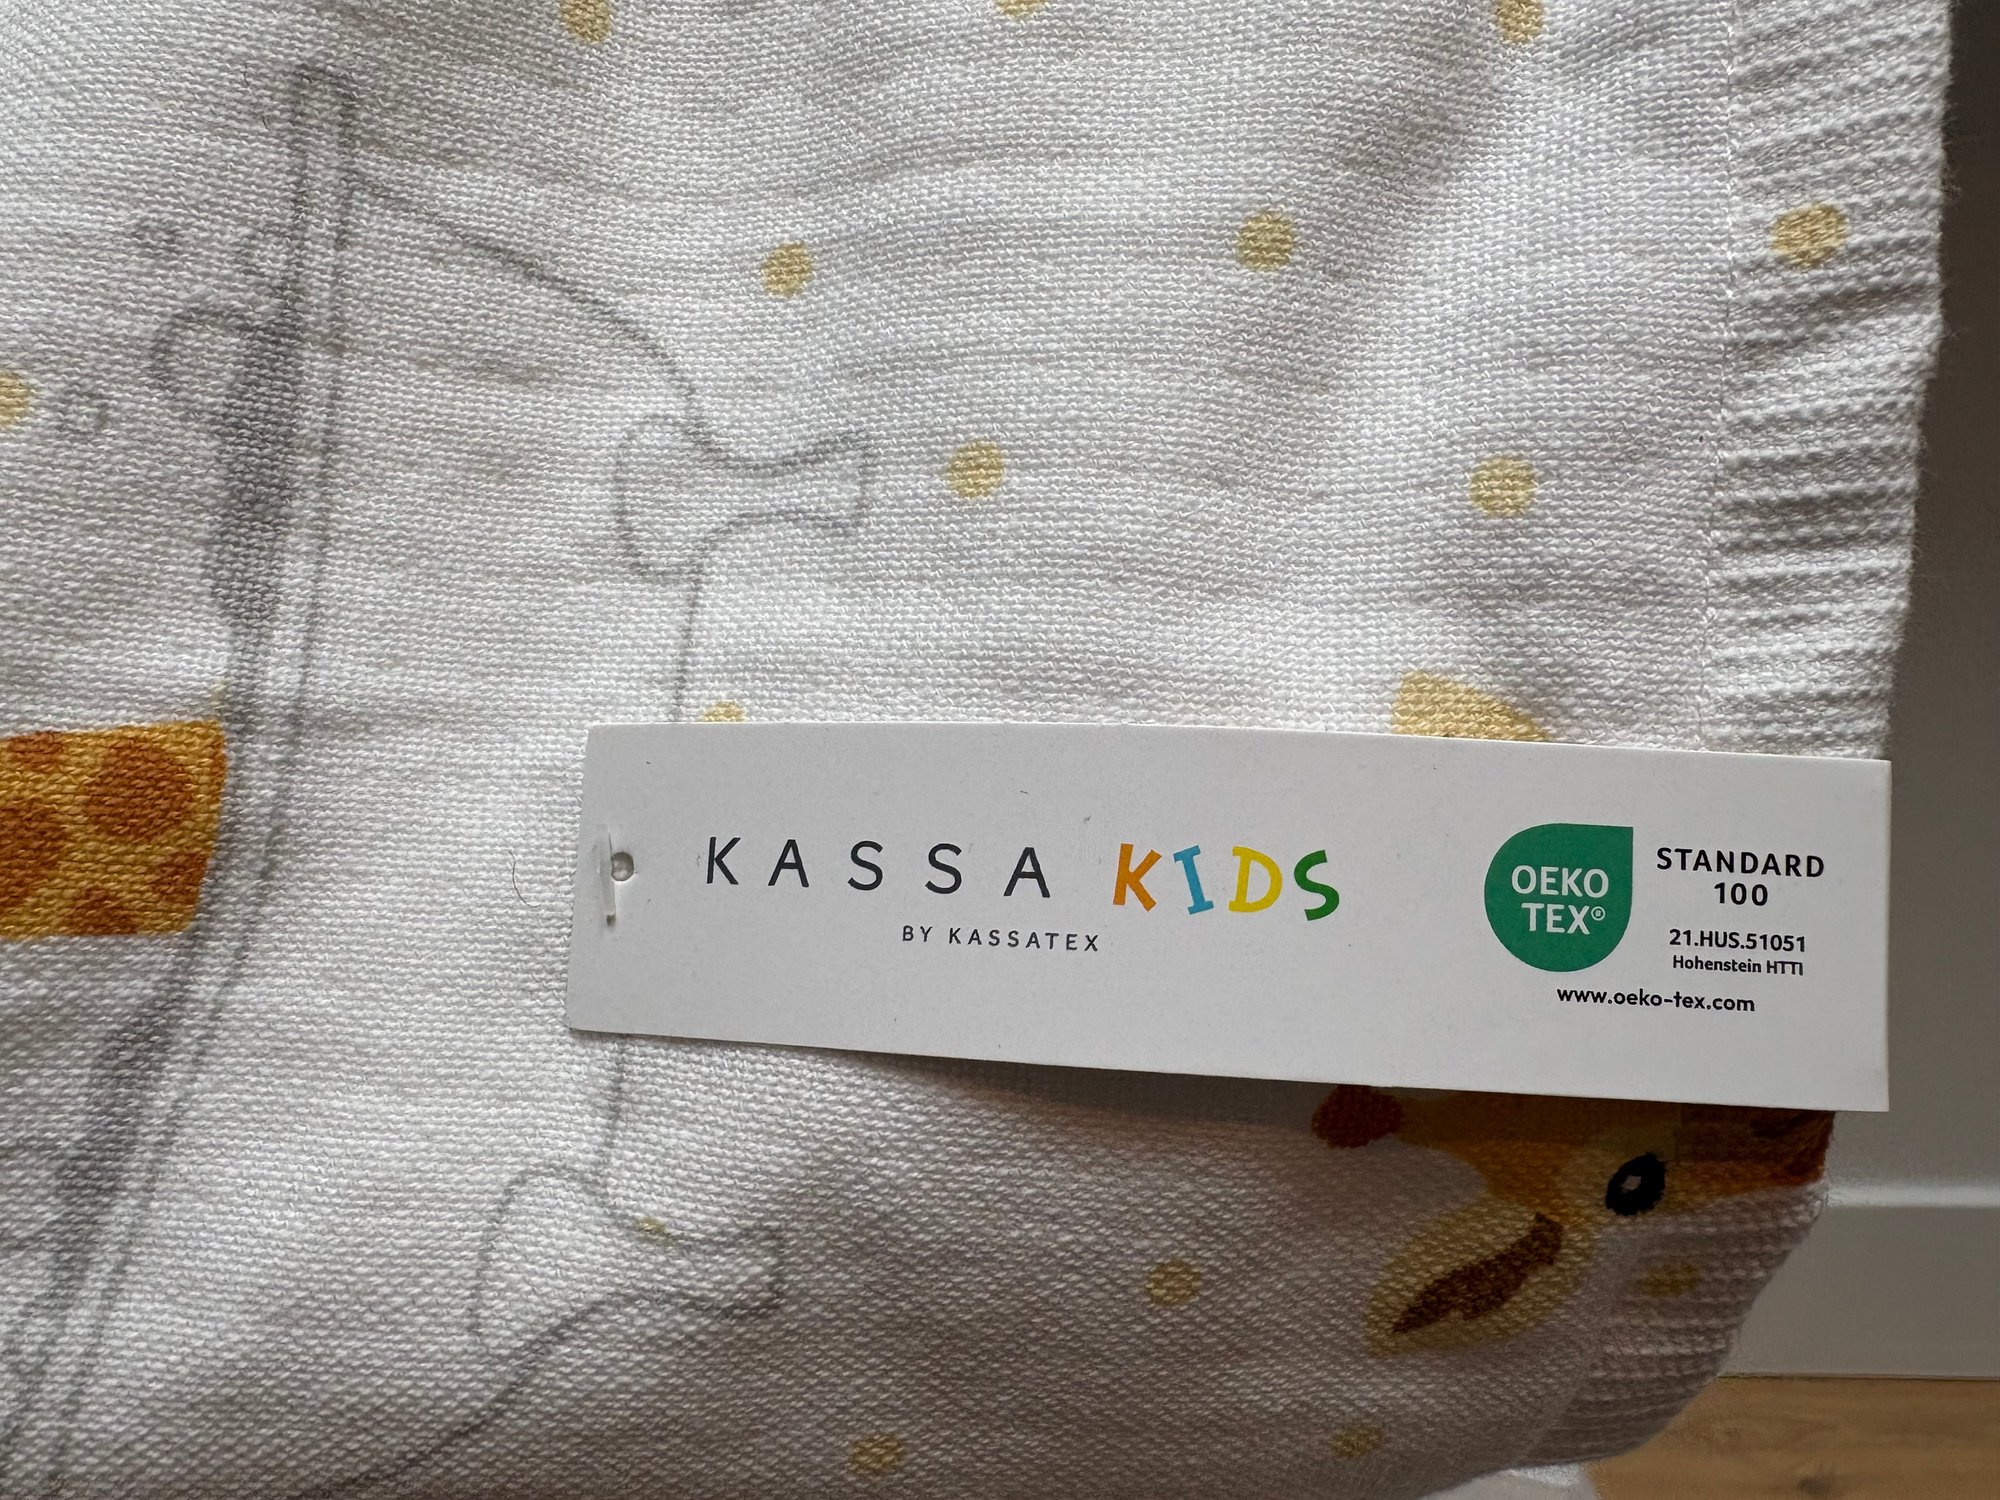 KASSA KIDS
BY KASSATEX
OEKO
TEX®
STANDARD
100
21.HUS.51051
Hohenstein HTTI
www.oeko-tex.com